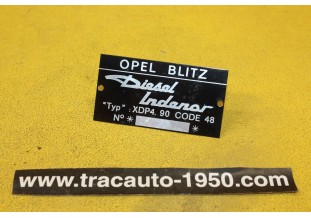 OPEL BLITZ
Diesel
Indenor
"Typ" : XDP4. 90 CODE 48
N° * *
www.tracauto-1950.com